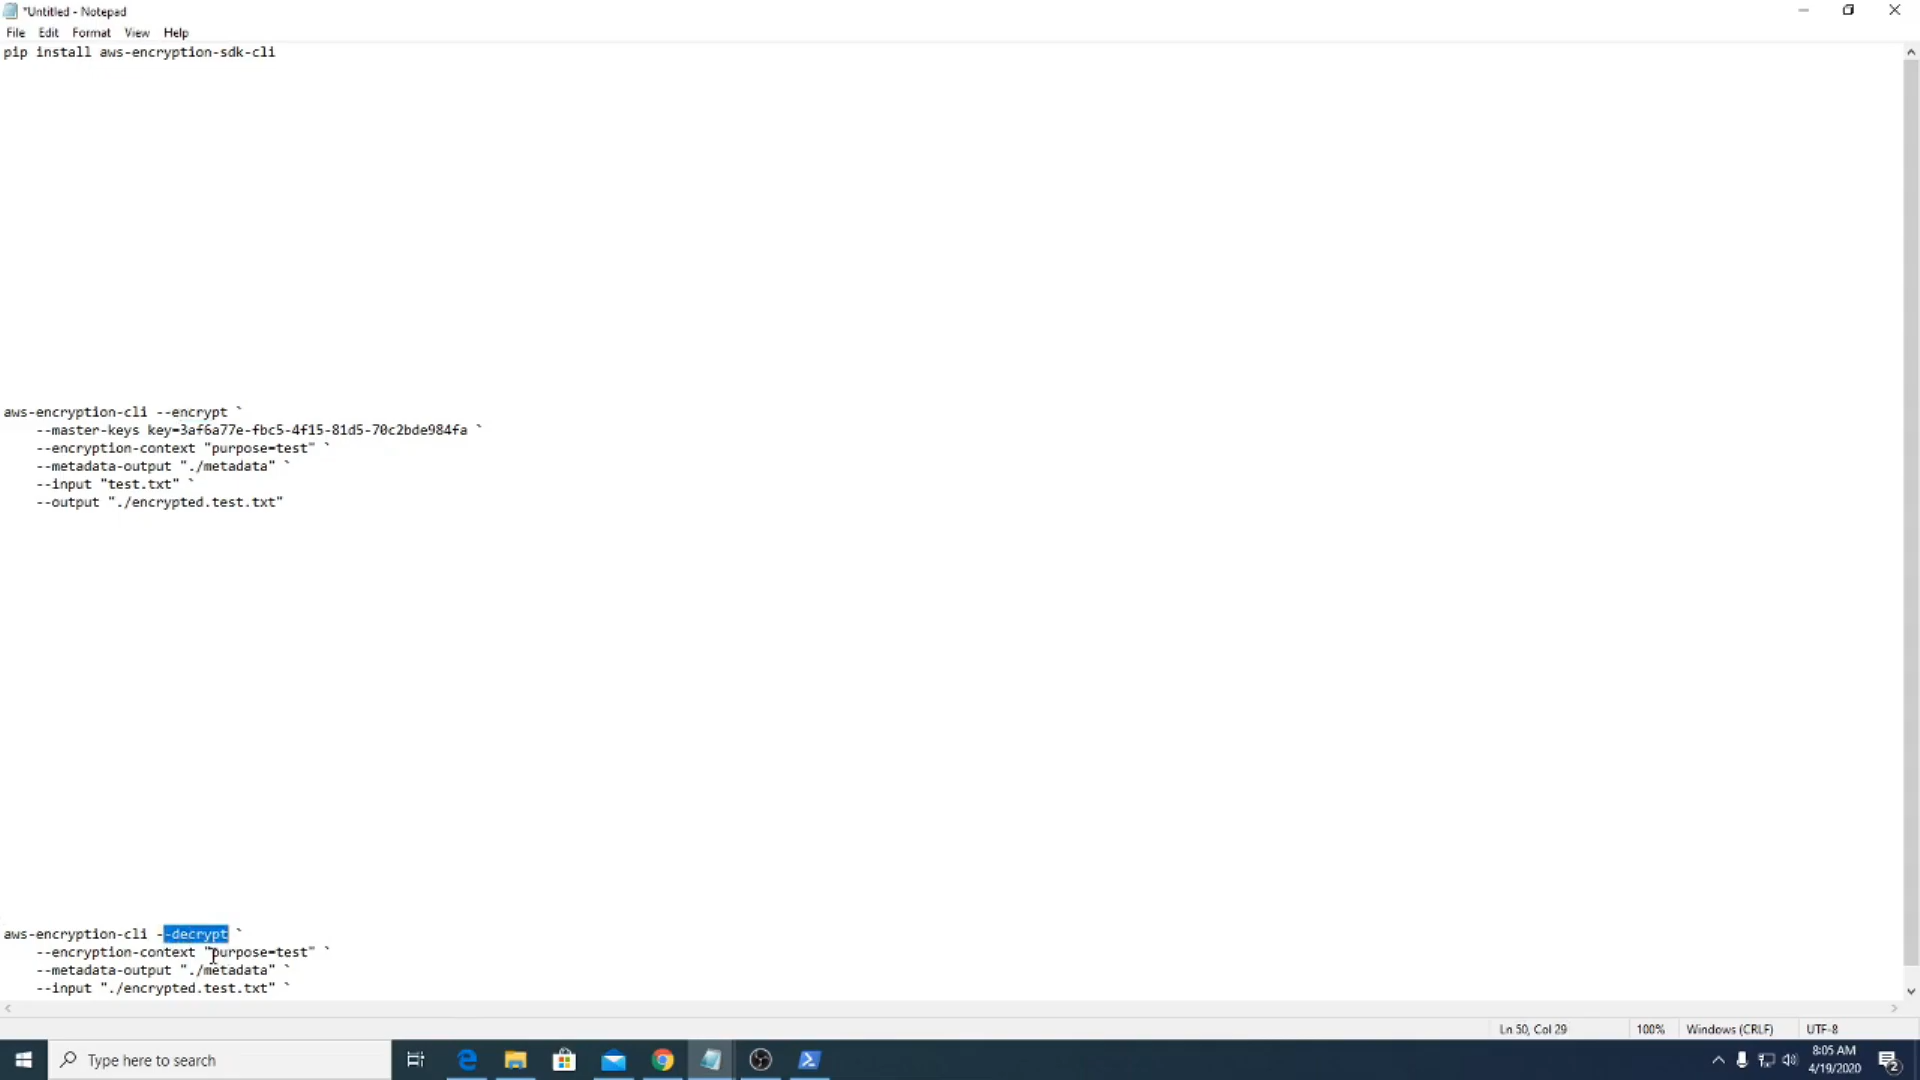 *Untitled - Notepad
File Edit Format View Help
pip install aws-encryption-sdk-cli
aws-encryption-cli --encrypt `
--master-keys key=3af6a77e-fbc5-4f15-81d5-70c2bde984fa `
--encryption-context "purpose=test" `
--metadata-output "./metadata" `
--input "test.txt" `
--output "./encrypted.test.txt"
aws-encryption-cli --decrypt `
--encryption-context "purpose=test" `
--metadata-output "./metadata" `
--input "./encrypted.test.txt" `
Ln 50, Col 29 100% Windows (CRLF) UTF-8
Type here to search
8:05 AM
4/19/2020
2